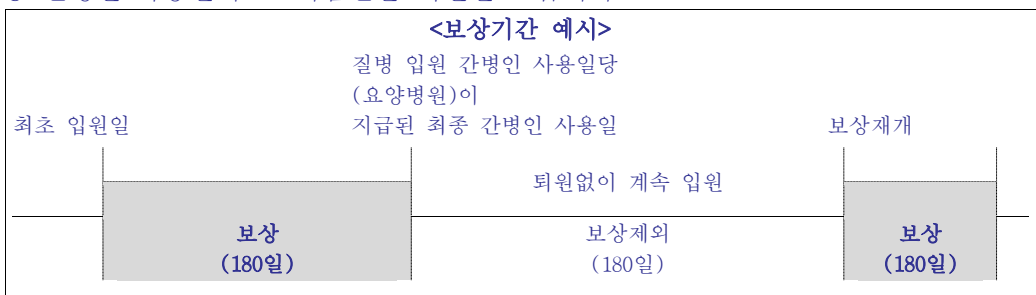 <보상기간 예시>
질병 입원 간병인 사용일당
(요양병원)이
최초 입원일 지급된 최종 간병인 사용일 보상재개
퇴원없이 계속 입원
보상 보상제외 보상
(180일) (180일) (180일)